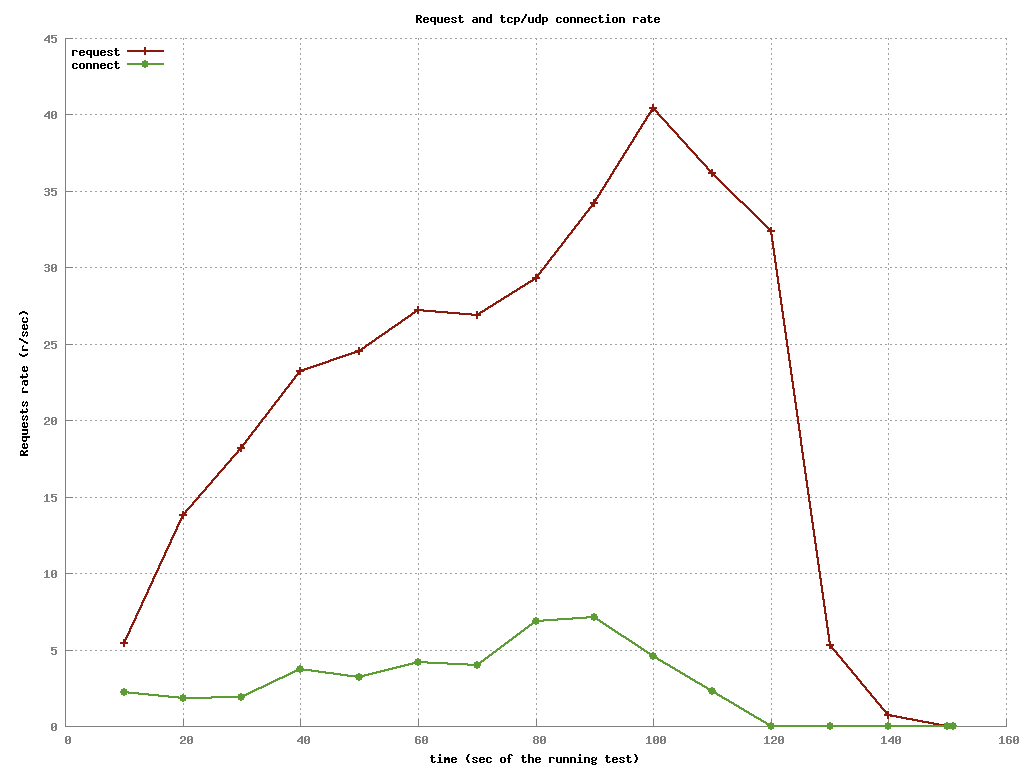 Request and tcp/udp connection rate
45
request
connect
40
35
30
25
20
15
10
5
0
Requests rate (r/sec)
0 20 40 60 80 100 120 140 160
time (sec of the running test)